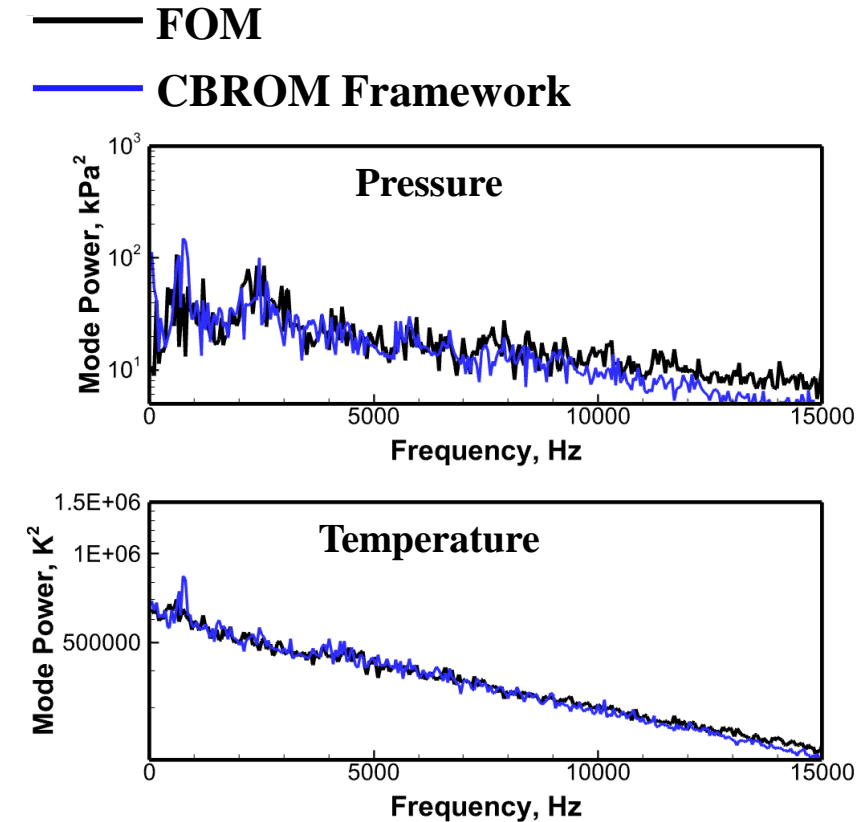 FOM
CBROM Framework
Pressure
Mode Power, kPa²
10³
10²
10¹
0 5000 10000 15000
Frequency, Hz
Temperature
Mode Power, K²
1.5E+06
1E+06
500000
0 5000 10000 15000
Frequency, Hz